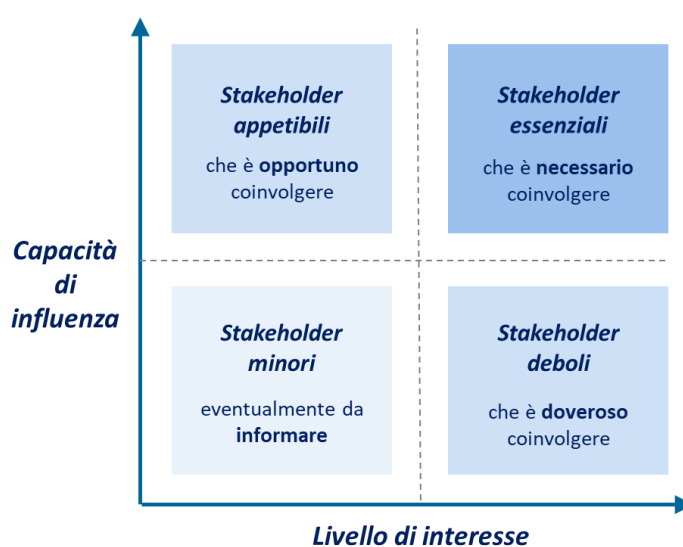 Stakeholder
appetibili
che è opportuno
coinvolgere
Stakeholder
essenziali
che è necessario
coinvolgere
Capacità
di
influenza
Stakeholder
minori
eventualmente da
informare
Stakeholder
deboli
che è doveroso
coinvolgere
Livello di interesse